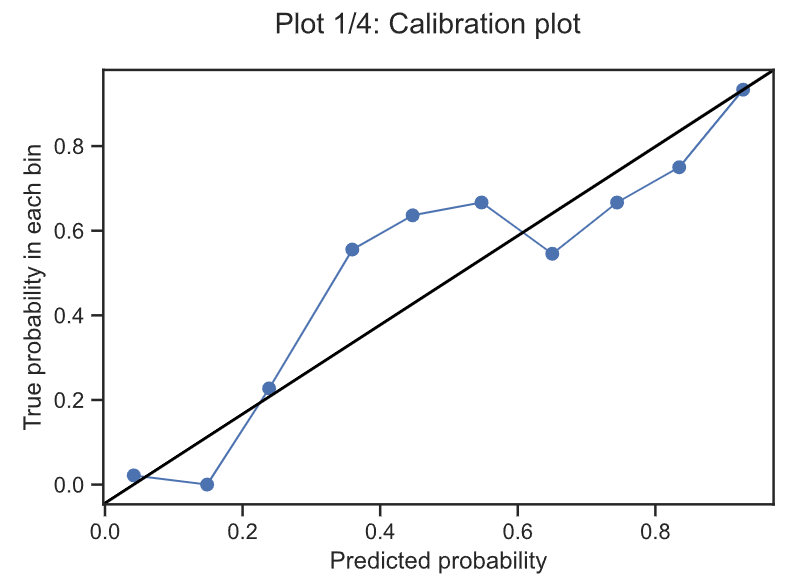 Plot 1/4: Calibration plot
True probability in each bin
0.8
0.6
0.4
0.2
0.0
0.0 0.2 0.4 0.6 0.8
Predicted probability